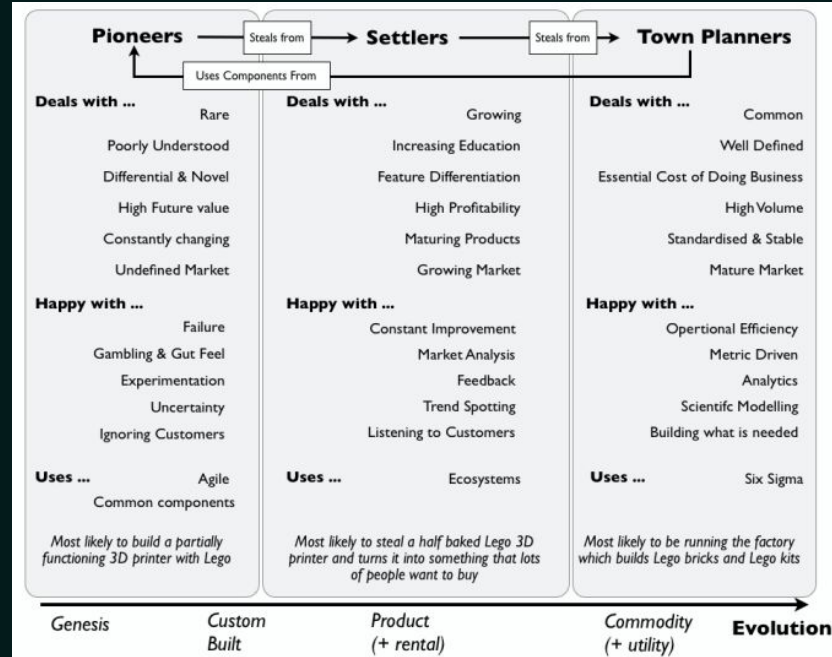 Pioneers
Steals from
Settlers
Steals from
Town Planners
Uses Components From
Deals with ...
Rare
Poorly Understood
Differential & Novel
High Future value
Constantly changing
Undefined Market
Happy with ...
Failure
Gambling & Gut Feel
Experimentation
Uncertainty
Ignoring Customers
Uses ...
Agile
Common components
Most likely to build a partially
functioning 3D printer with Lego
Deals with ...
Growing
Increasing Education
Feature Differentiation
High Profitability
Maturing Products
Growing Market
Happy with ...
Constant Improvement
Market Analysis
Feedback
Trend Spotting
Listening to Customers
Uses ...
Ecosystems
Most likely to steal a half baked Lego 3D
printer and turns it into something that lots
of people want to buy
Deals with ...
Common
Well Defined
Essential Cost of Doing Business
High Volume
Standardised & Stable
Mature Market
Happy with ...
Opertional Efficiency
Metric Driven
Analytics
Scientifc Modelling
Building what is needed
Uses ...
Six Sigma
Most likely to be running the factory
which builds Lego bricks and Lego kits
Genesis
Custom
Built
Product
(+ rental)
Commodity
(+ utility)
Evolution